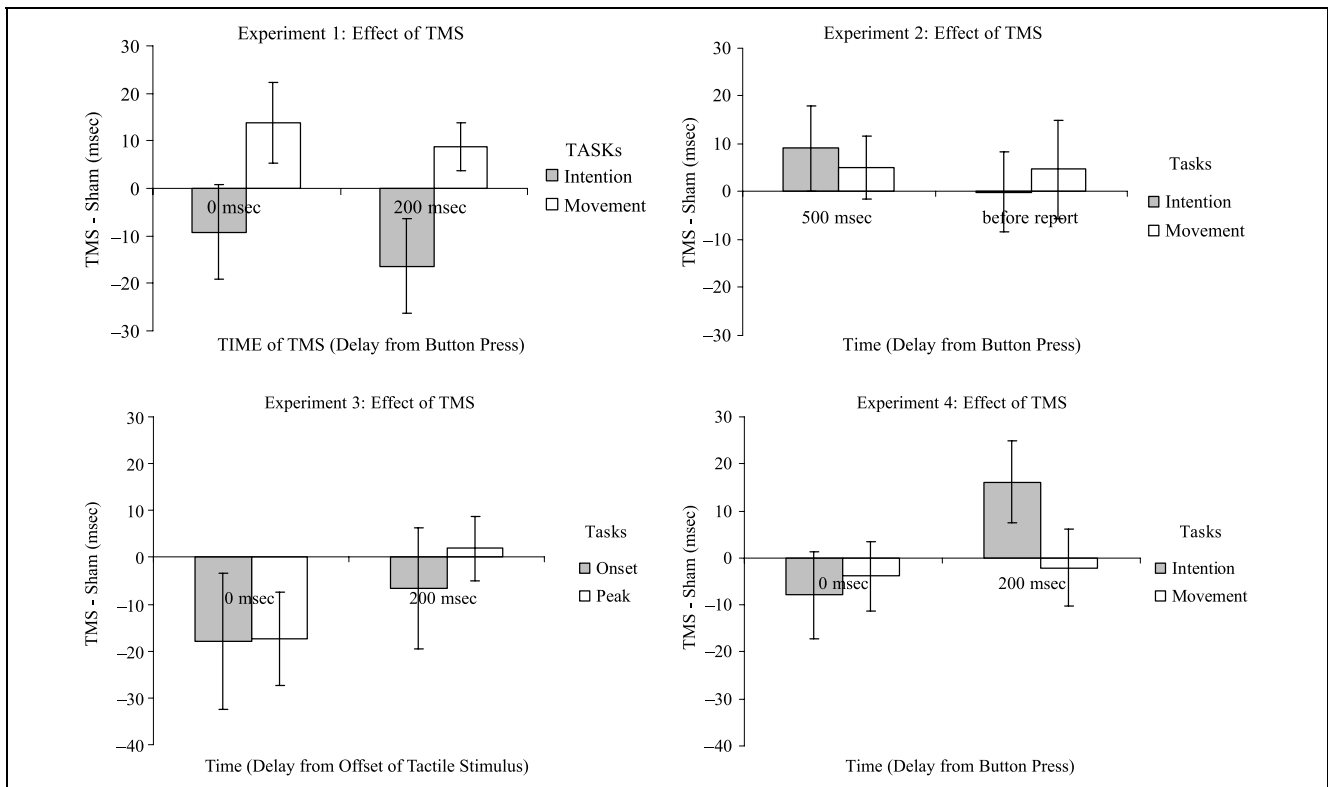 Experiment 1: Effect of TMS
30
20
10
0
–10
–20
–30
TMS - Sham (msec)
0 msec
200 msec
TASKs
Intention
Movement
TIME of TMS (Delay from Button Press)
Experiment 2: Effect of TMS
30
20
10
0
–10
–20
–30
TMS - Sham (msec)
500 msec
before report
Tasks
Intention
Movement
Time (Delay from Button Press)
Experiment 3: Effect of TMS
30
20
10
0
–10
–20
–30
–40
TMS - Sham (msec)
0 msec
200 msec
Tasks
Onset
Peak
Time (Delay from Offset of Tactile Stimulus)
Experiment 4: Effect of TMS
30
20
10
0
–10
–20
–30
–40
TMS - Sham (msec)
0 msec
200 msec
Tasks
Intention
Movement
Time (Delay from Button Press)